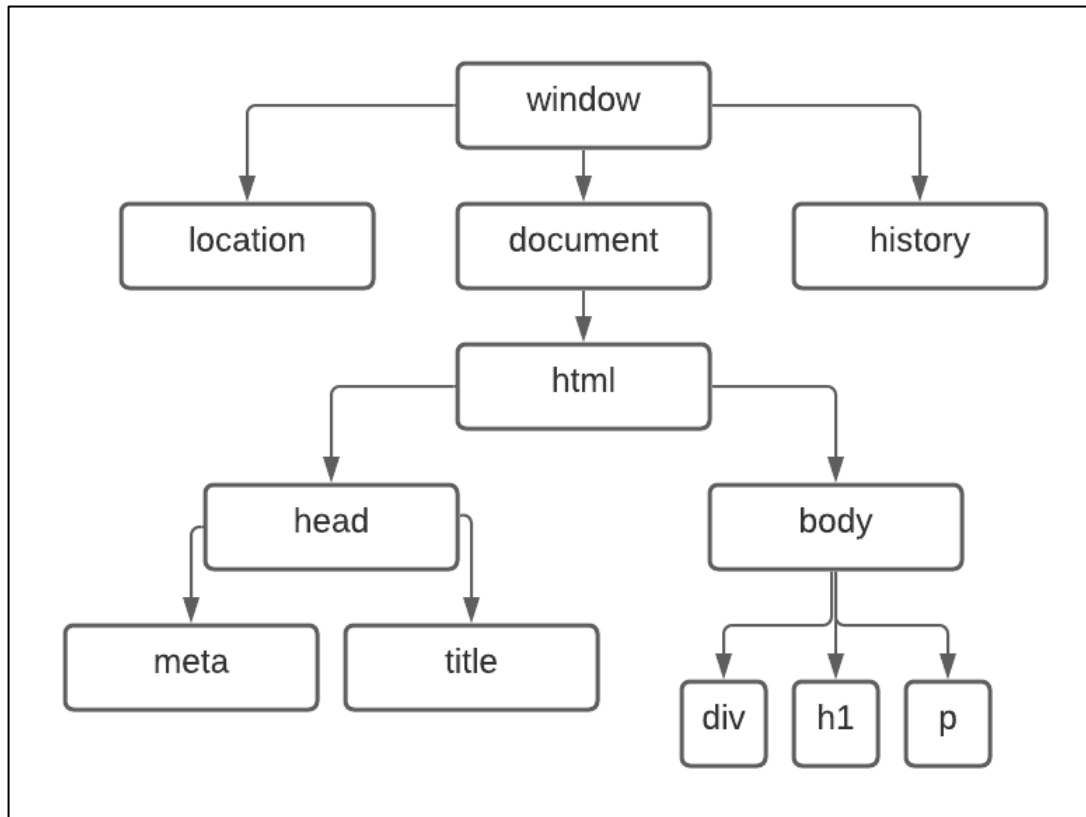 window
location
document
history
html
head
body
meta
title
div
h1
p